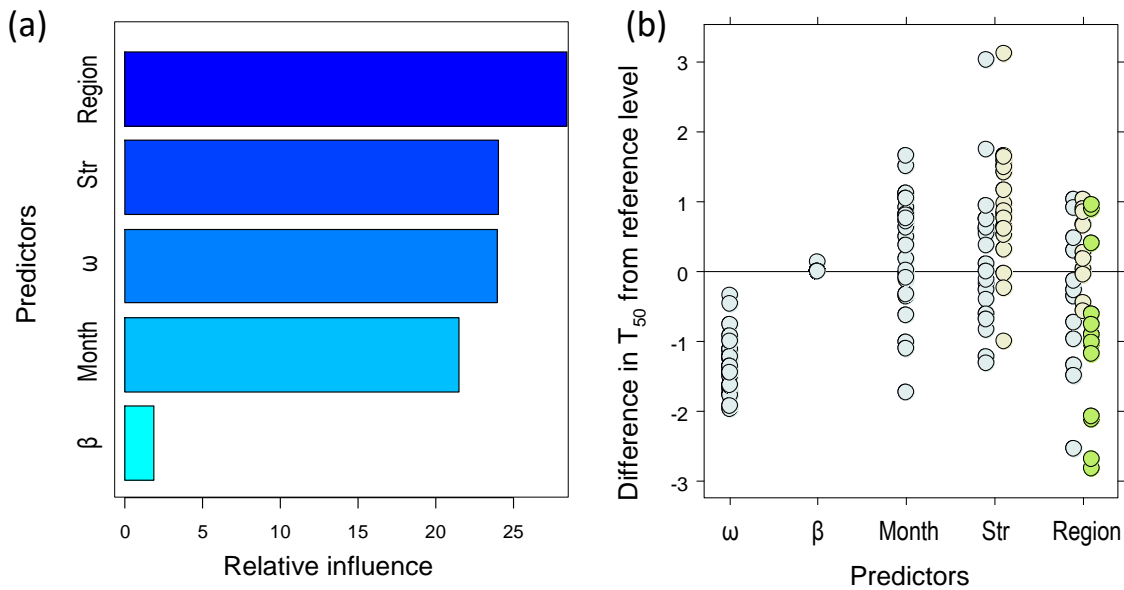 (a)
Predictors
Region
Str
ω
Month
β
0 5 10 15 20 25
Relative influence
(b)
Difference in T50 from reference level
3
2
1
0
-1
-2
-3
ω β Month Str Region
Predictors